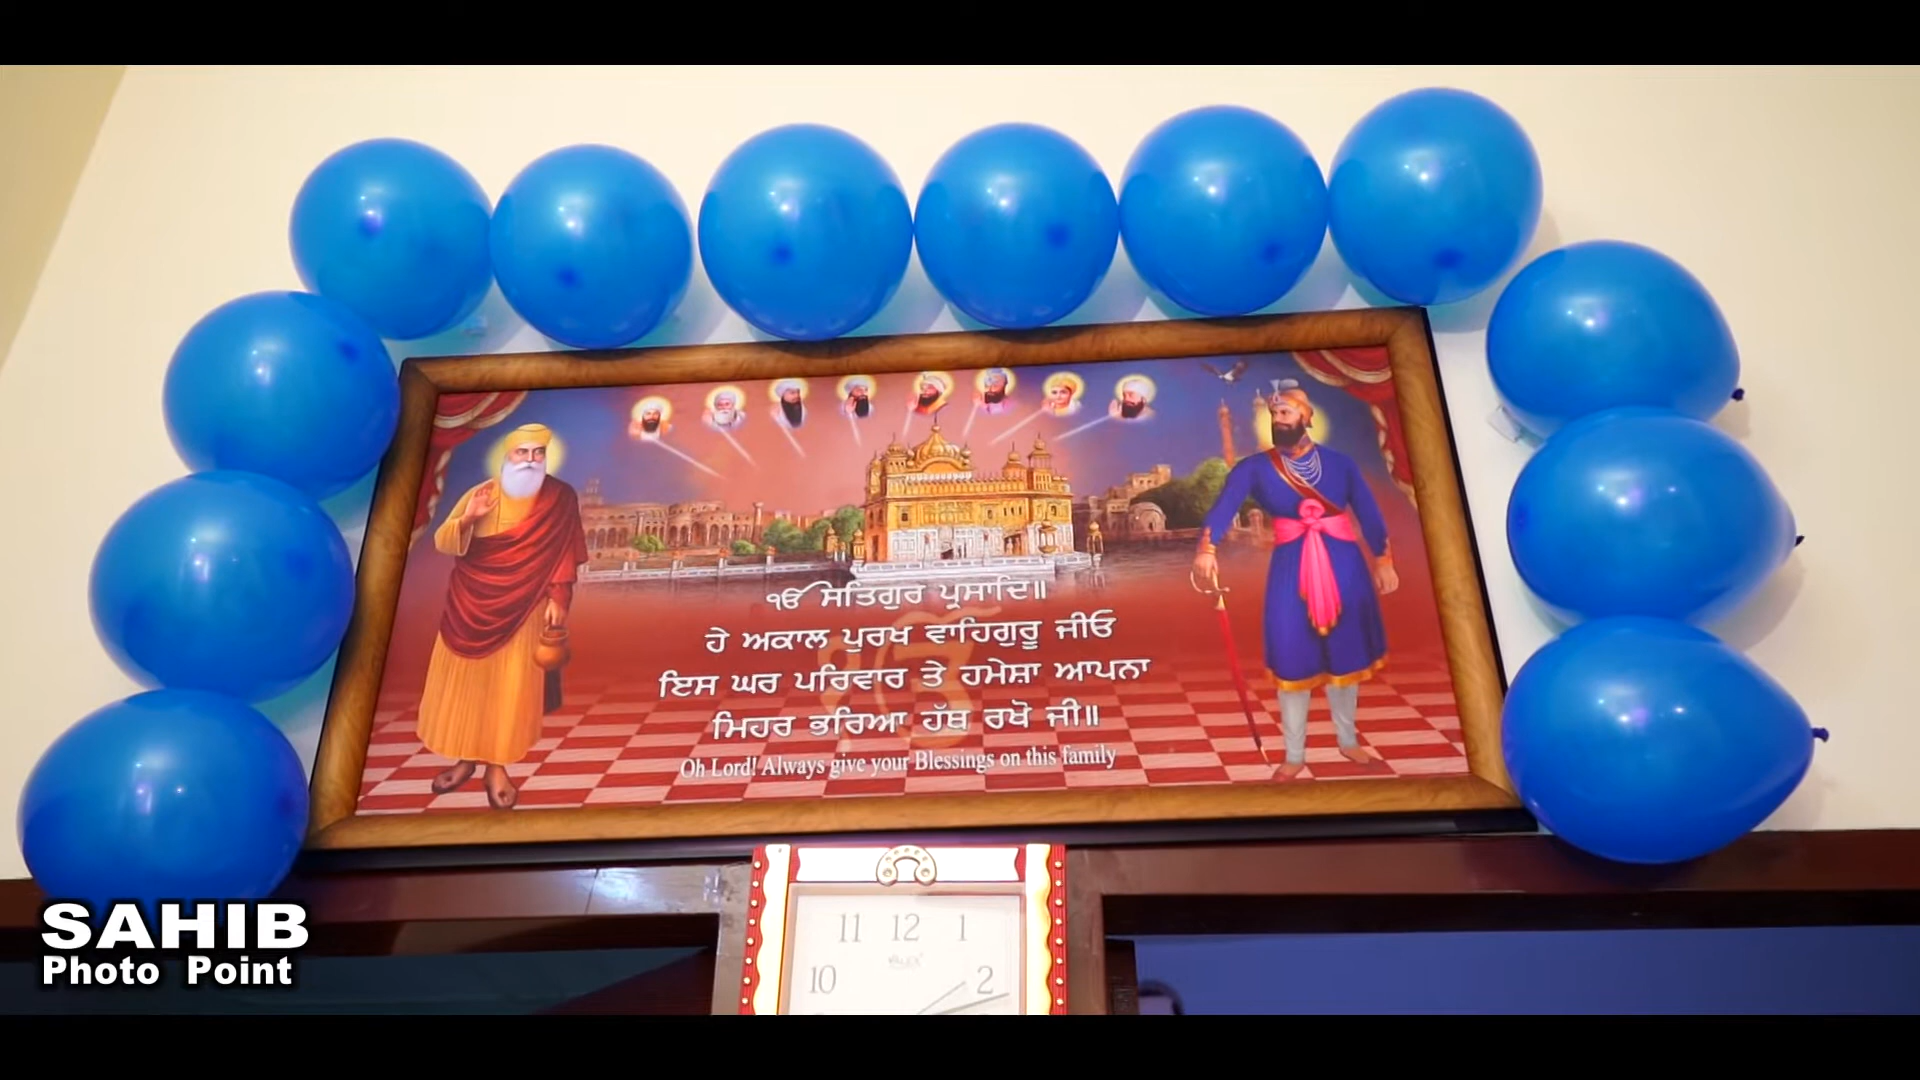 ੴ ਸਤਿਗੁਰ ਪ੍ਰਸਾਦਿ॥
ਹੇ ਅਕਾਲ ਪੁਰਖ ਵਾਹਿਗੁਰੂ ਜੀਓ
ਇਸ ਘਰ ਪਰਿਵਾਰ ਤੇ ਹਮੇਸ਼ਾ ਆਪਨਾ
ਮਿਹਰ ਭਰਿਆ ਹੱਥ ਰਖੋ ਜੀ॥
Oh Lord! Always give your Blessings on this family
11 12 1
10 2
SAHIB
Photo Point